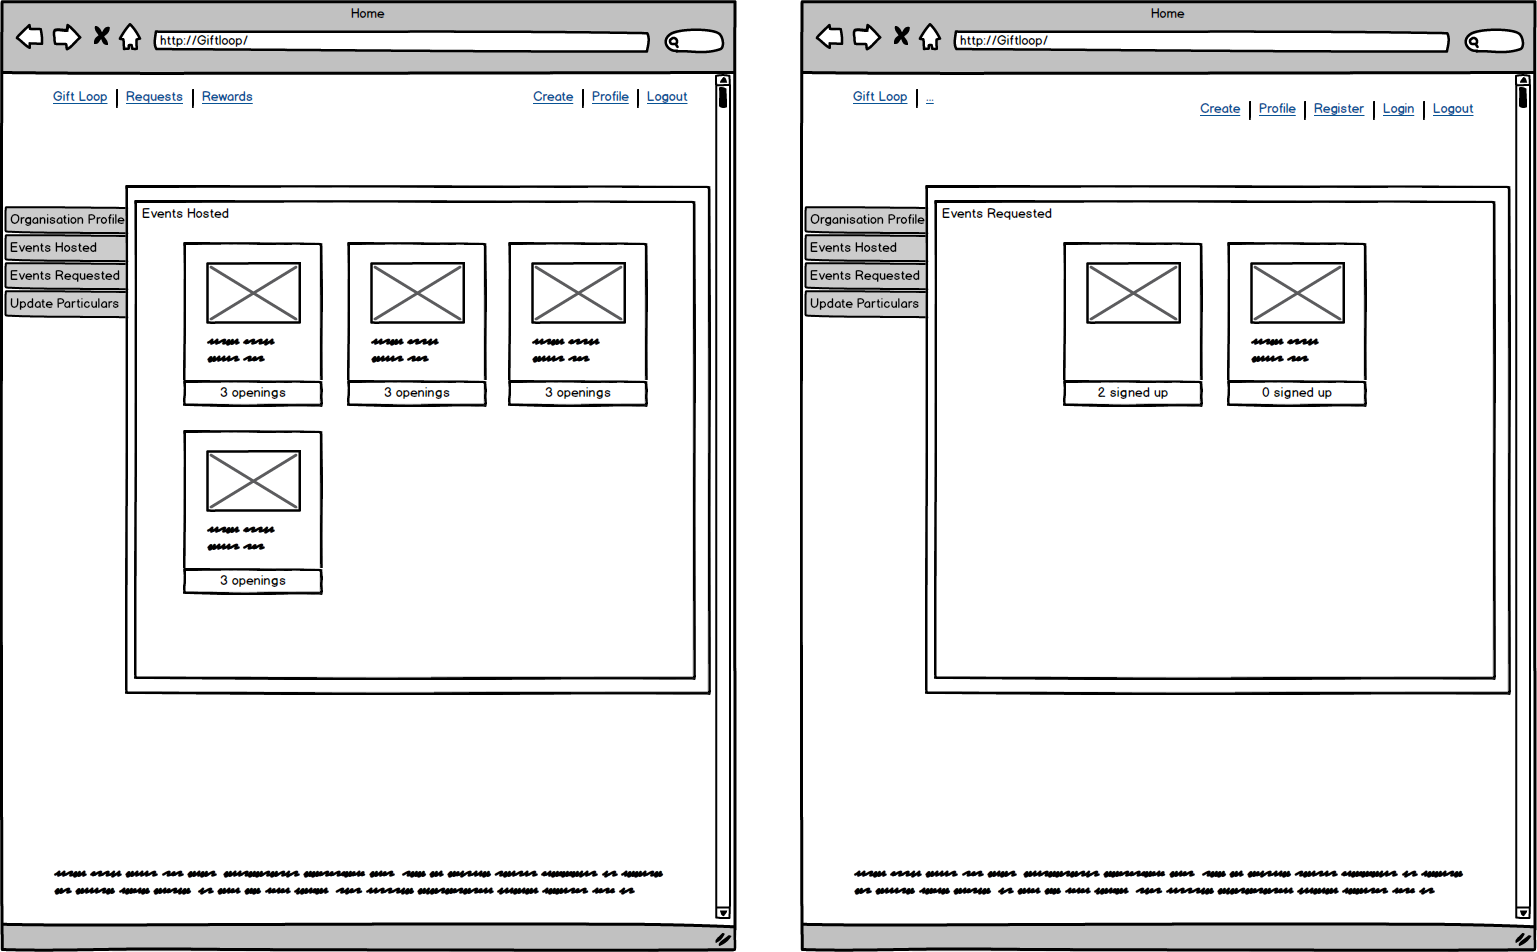 Home
http://Giftloop/
Gift Loop | Requests | Rewards
Create | Profile | Logout
Organisation Profile
Events Hosted
Events Requested
Update Particulars
Events Hosted
3 openings
3 openings
3 openings
3 openings
Home
http://Giftloop/
Gift Loop | ...
Create | Profile | Register | Login | Logout
Organisation Profile
Events Hosted
Events Requested
Update Particulars
Events Requested
2 signed up
0 signed up